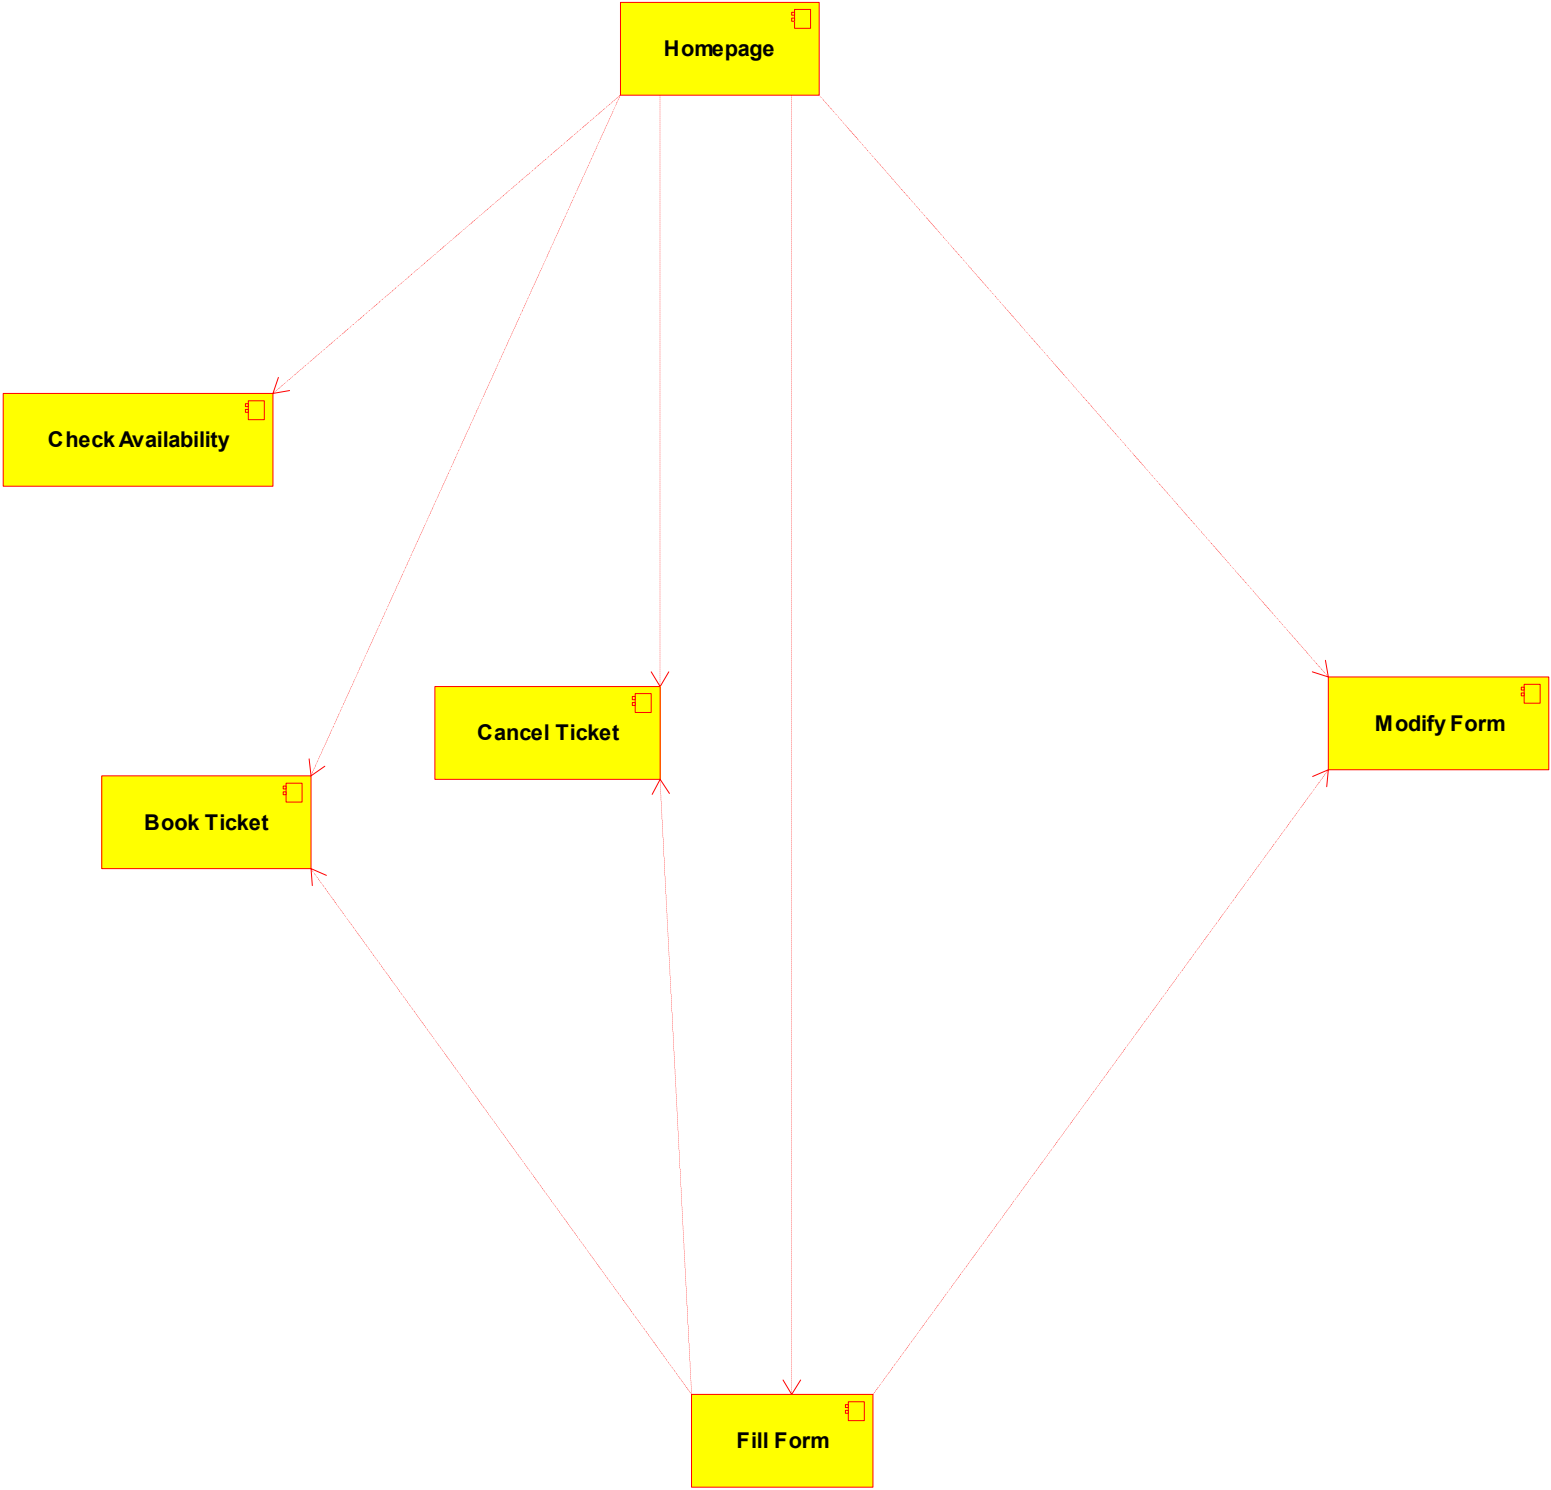 Homepage
Check Availability
Cancel Ticket
Modify Form
Book Ticket
Fill Form